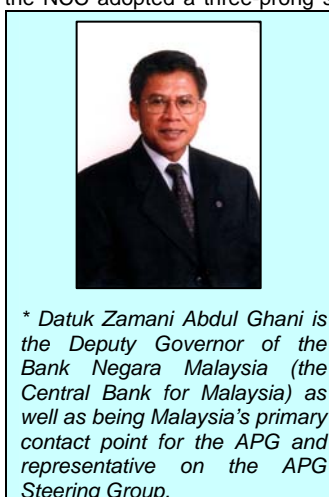 the NCC adopted a three-prong s
* Datuk Zamani Abdul Ghani is
the Deputy Governor of the
Bank Negara Malaysia (the
Central Bank for Malaysia) as
well as being Malaysia's primary
contact point for the APG and
representative on the APG
Steering Group.